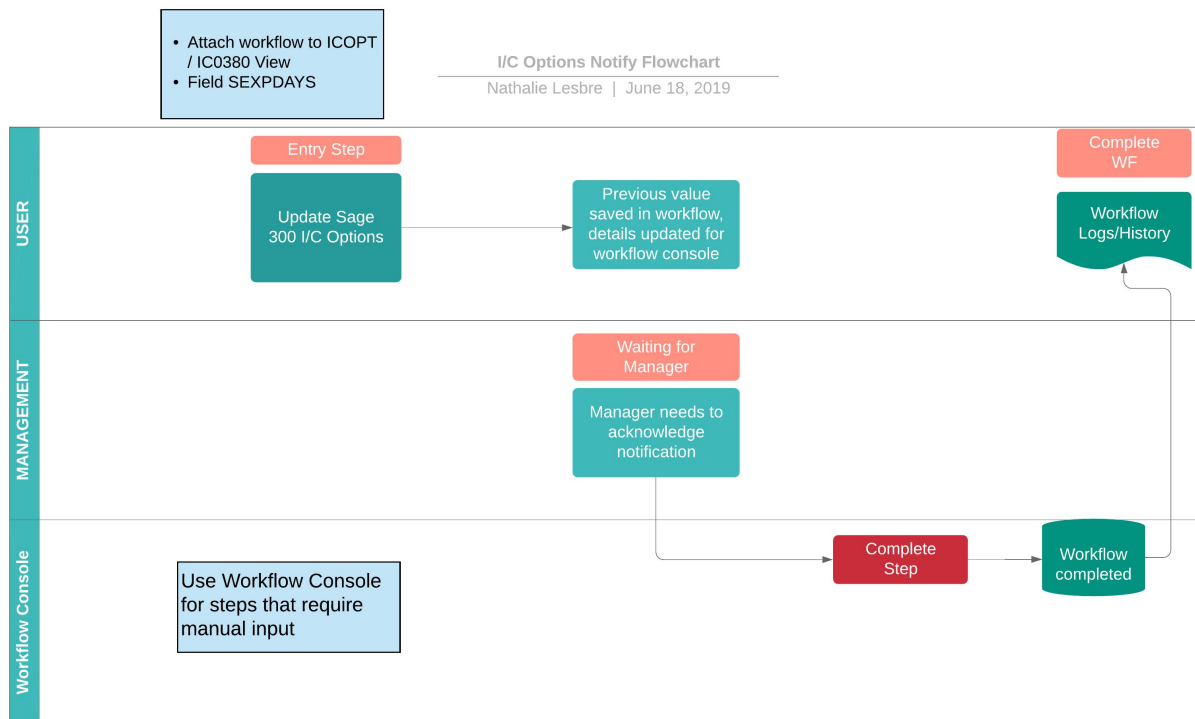 • Attach workflow to ICOPT
/ IC0380 View
• Field SEXPDAYS
I/C Options Notify Flowchart
Nathalie Lesbre | June 18, 2019
USER
Entry Step
Update Sage
300 I/C Options
Previous value
saved in workflow,
details updated for
workflow console
Complete
WF
Workflow
Logs/History
MANAGEMENT
Waiting for
Manager
Manager needs to
acknowledge
notification
Workflow Console
Use Workflow Console
for steps that require
manual input
Complete
Step
Workflow
completed